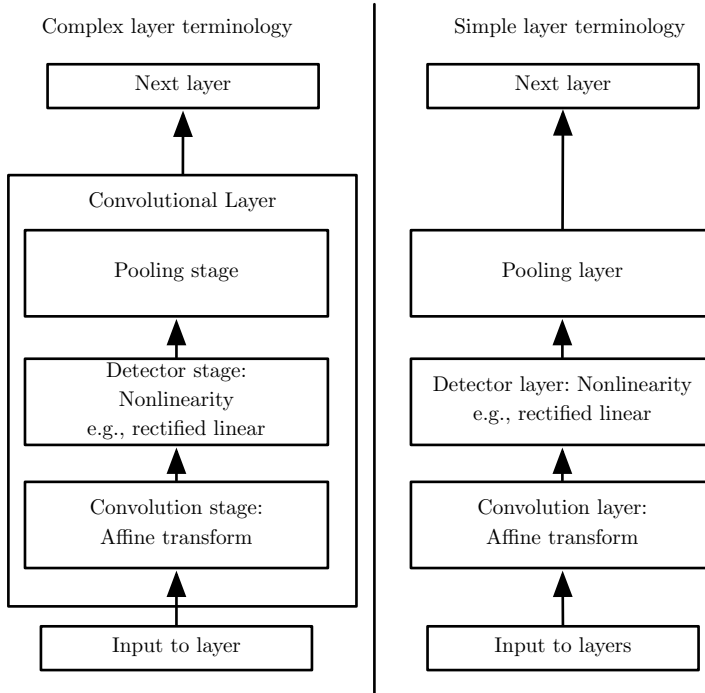 Complex layer terminology
Next layer
Convolutional Layer
Pooling stage
Detector stage:
Nonlinearity
e.g., rectified linear
Convolution stage:
Affine transform
Input to layer
Simple layer terminology
Next layer
Pooling layer
Detector layer: Nonlinearity
e.g., rectified linear
Convolution layer:
Affine transform
Input to layers